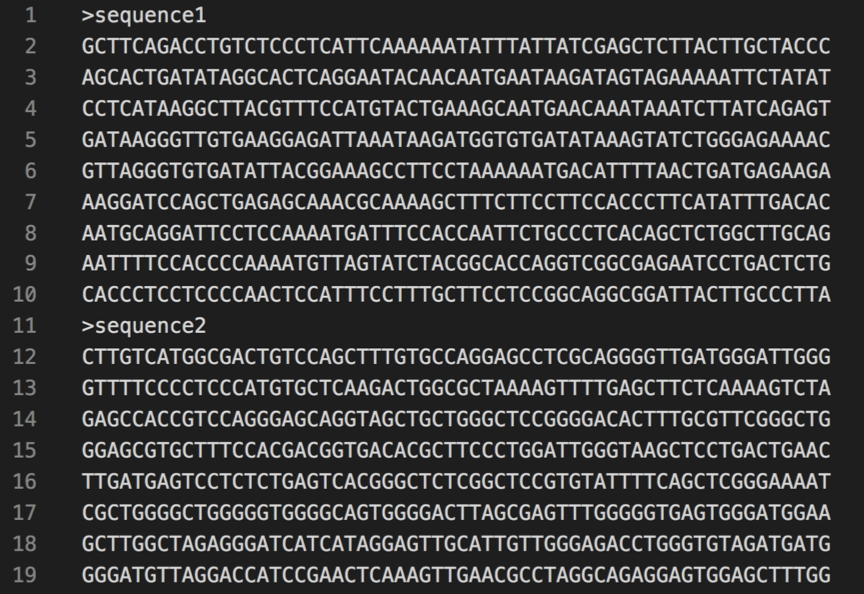 1 >sequence1
2 GCTTCAGACCTGTCTCCCTCATTCAAAAAATATTTATTATCGAGCTCTTACTTGCTACCC
3 AGCACTGATATAGGCACTCAGGAATACAACAATGAATAAGATAGTAGAAAAATTCTATAT
4 CCTCATAAGGCTTACGTTTCCATGTACTGAAAGCAATGAACAAATAAATCTTATCAGAGT
5 GATAAGGGTTGTGAAGGAGATTAAATAAGATGGTGTGATATAAAGTATCTGGGAGAAAAC
6 GTTAGGGTGTGATATTACGGAAAGCCTTCCTAAAAAATGACATTTTAACTGATGAGAAGA
7 AAGGATCCAGCTGAGAGCAAACGCAAAAGCTTTCTTCCTTCCACCCTTCATATTTGACAC
8 AATGCAGGATTCCTCCAAAATGATTTCCACCAATTCTGCCCTCACAGCTCTGGCTTGCAG
9 AATTTTCCACCCCAAAATGTTAGTATCTACGGCACCAGGTCGGCGAGAATCCTGACTCTG
10 CACCCTCCTCCCCAACTCCATTTCCTTTGCTTCCTCCGGCAGGCGGATTACTTGCCCTTA
11 >sequence2
12 CTTGTCATGGCGACTGTCCAGCTTTGTGCCAGGAGCCTCGCAGGGGTTGATGGGATTGGG
13 GTTTTCCCCTCCCATGTGCTCAAGACTGGCGCTAAAAGTTTTGAGCTTCTCAAAAGTCTA
14 GAGCCACCGTCCAGGGAGCAGGTAGCTGCTGGGCTCCGGGGACACTTTGCGTTCGGGCTG
15 GGAGCGTGCTTTCCACGACGGTGACACGCTTCCCTGGATTGGGTAAGCTCCTGACTGAAC
16 TTGATGAGTCCTCTCTGAGTCACGGGCTCTCGGCTCCGTGTATTTTCAGCTCGGGAAAAT
17 CGCTGGGGCTGGGGGTGGGGCAGTGGGGACTTAGCGAGTTTGGGGGTGAGTGGGATGGAA
18 GCTTGGCTAGAGGGATCATCATAGGAGTTGCATTGTTGGGAGACCTGGGTGTAGATGATG
19 GGGATGTTAGGACCATCCGAACTCAAAGTTGAACGCCTAGGCAGAGGAGTGGAGCTTTGG